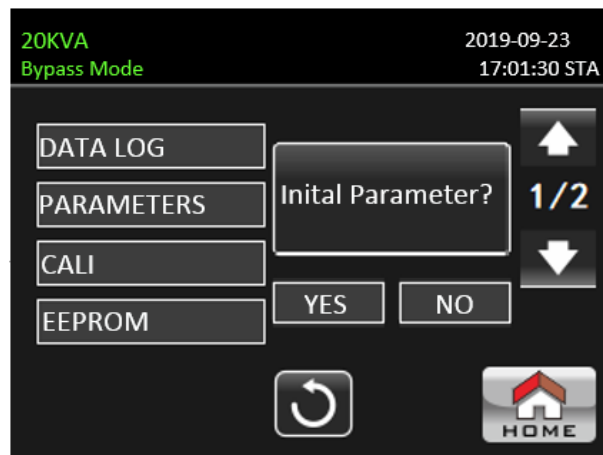 20KVA
2019-09-23
Bypass Mode
17:01:30 STA
DATA LOG
PARAMETERS
CALI
EEPROM
Inital Parameter?
YES
NO
1/2
HOME